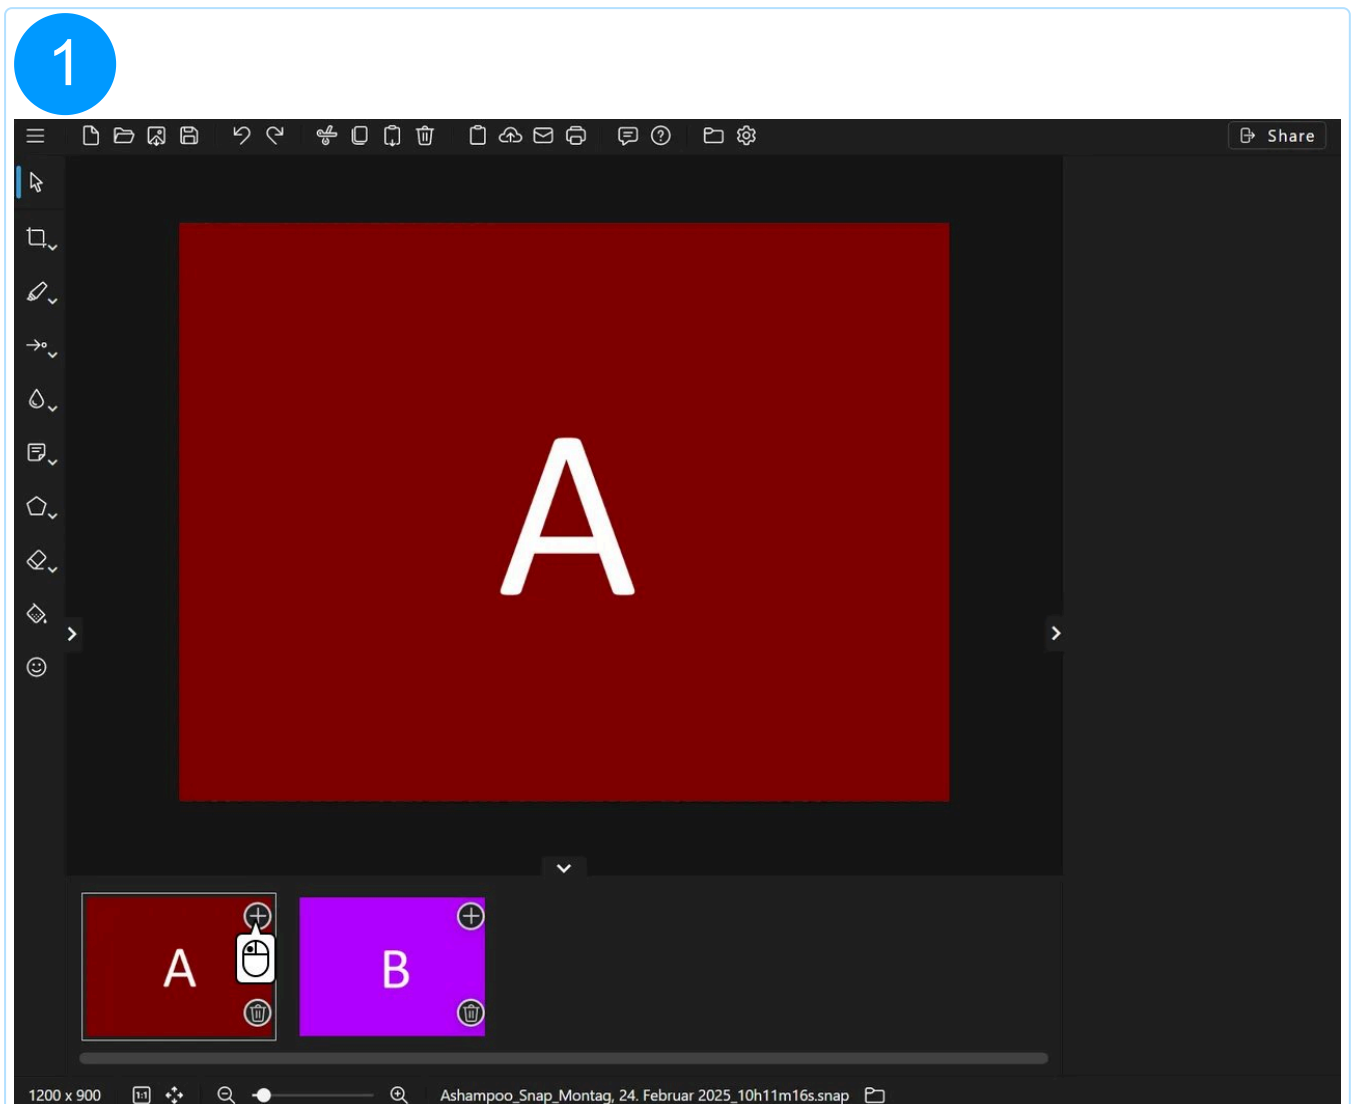 1
Share
A
A
B
1200 x 900
1:1
Ashampoo_Snap_Montag, 24. Februar 2025_10h11m16s.snap